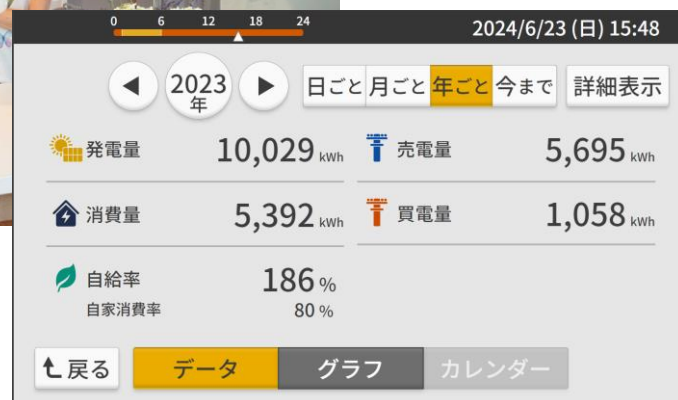 0 6 12 18 24
2024/6/23 (日) 15:48
2023
年
日ごと 月ごと 年ごと 今まで 詳細表示
発電量 10,029 kWh 売電量 5,695 kWh
消費量 5,392 kWh 買電量 1,058 kWh
自給率 186 %
自家消費率 80 %
戻る データ グラフ カレンダー